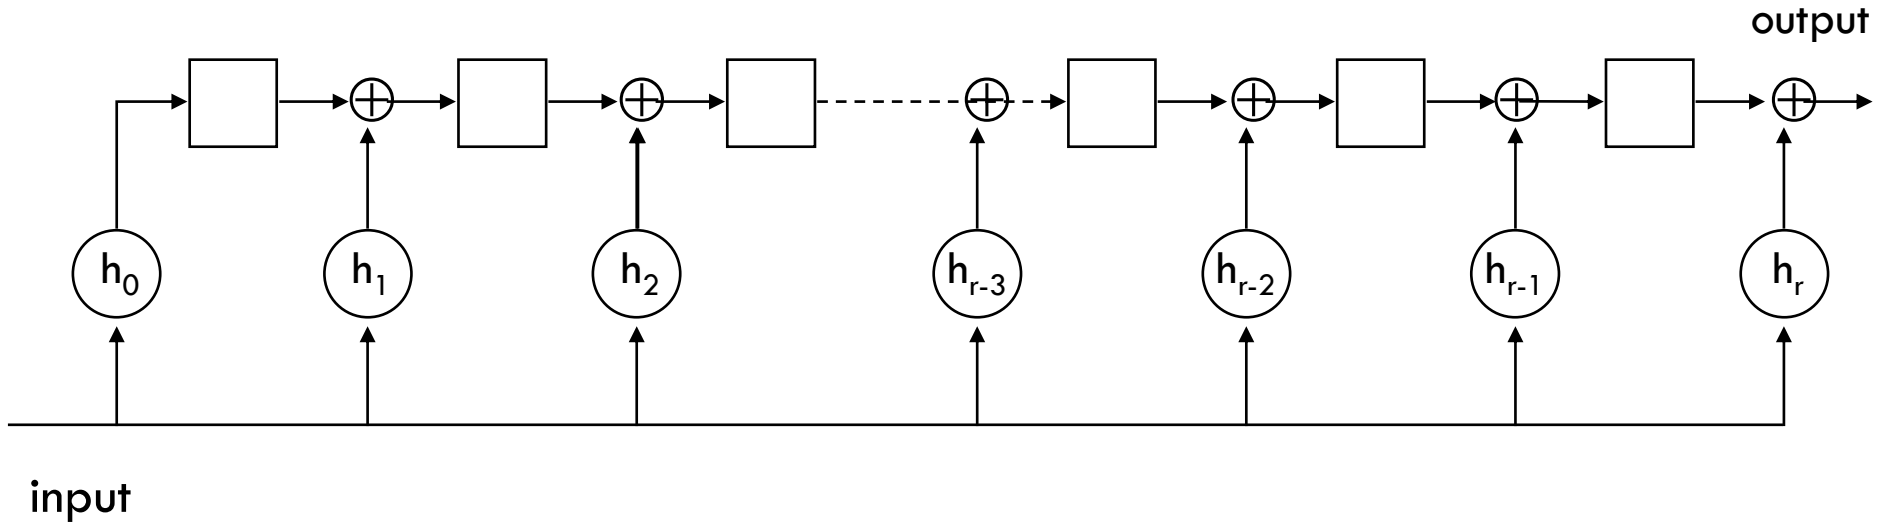 output
h₀ h₁ h₂ hᵣ₋₃ hᵣ₋₂ hᵣ₋₁ hᵣ
input